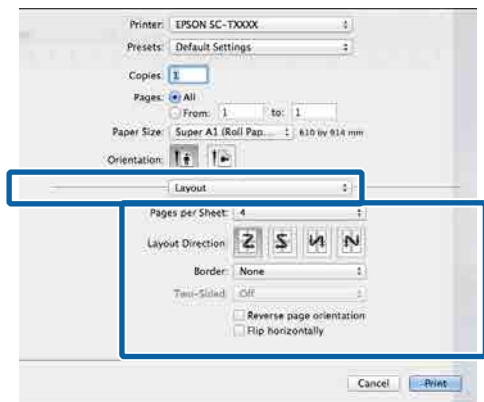 Printer: EPSON SC-TXXXX
Presets: Default Settings
Copies: 1
Pages: All
From: 1 to: 1
Paper Size: Super A1 (Roll Pap... 610 by 914 mm
Orientation:
Layout
Pages per Sheet: 4
Layout Direction
Border: None
Two-Sided: Off
Reverse page orientation
Flip horizontally
Cancel Print